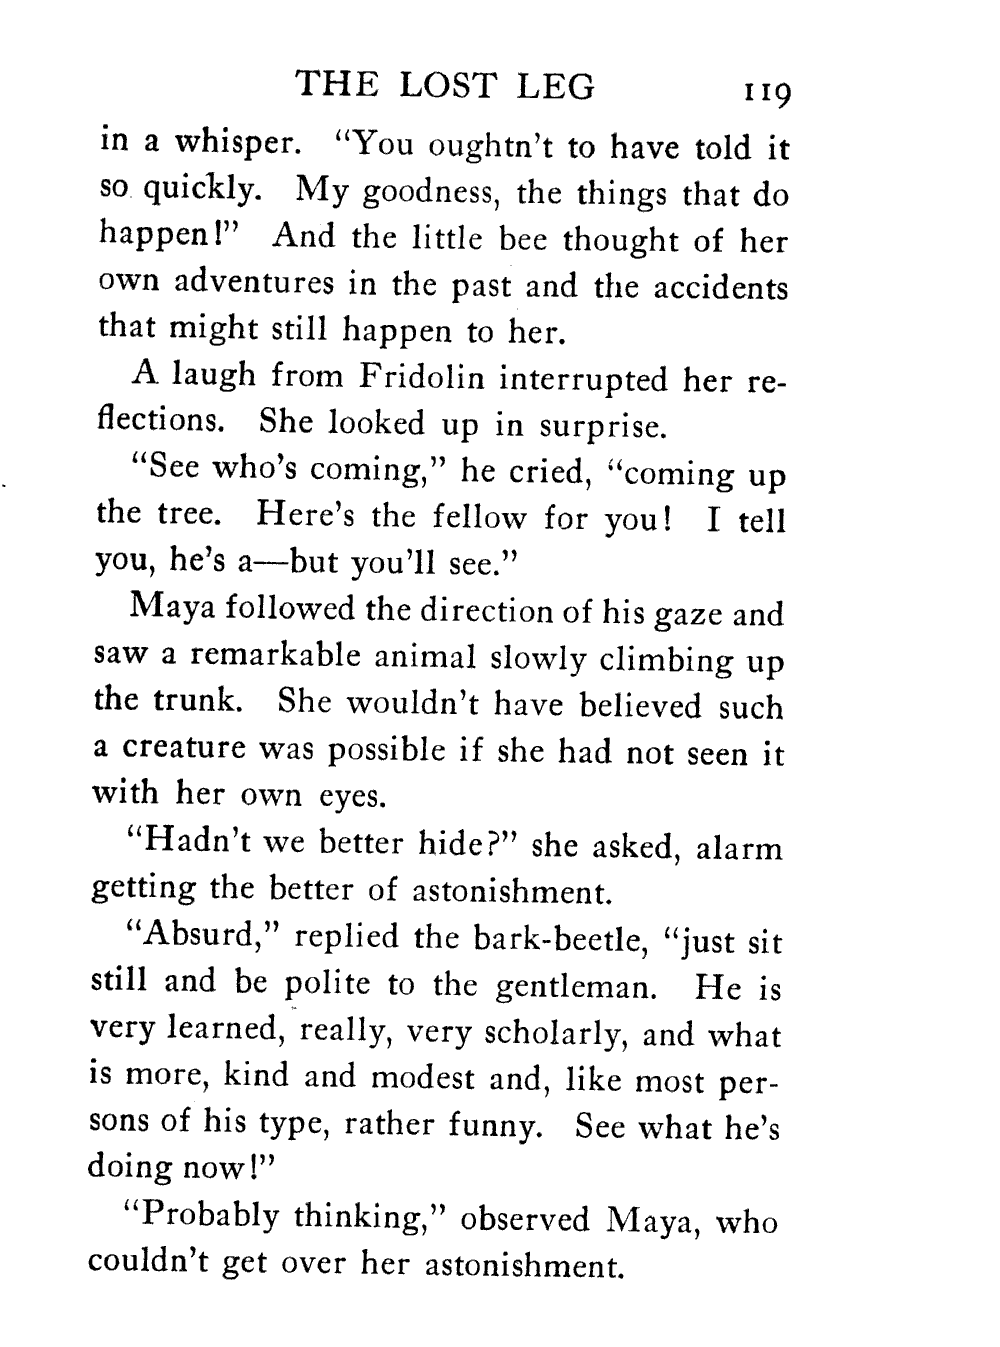 THE LOST LEG 119
in a whisper. “You oughtn’t to have told it
so quickly. My goodness, the things that do
happen!” And the little bee thought of her
own adventures in the past and the accidents
that might still happen to her.
A laugh from Fridolin interrupted her re-
flections. She looked up in surprise.
“See who’s coming,” he cried, “coming up
the tree. Here’s the fellow for you! I tell
you, he’s a—but you’ll see.”
Maya followed the direction of his gaze and
saw a remarkable animal slowly climbing up
the trunk. She wouldn’t have believed such
a creature was possible if she had not seen it
with her own eyes.
“Hadn’t we better hide?” she asked, alarm
getting the better of astonishment.
“Absurd,” replied the bark-beetle, “just sit
still and be polite to the gentleman. He is
very learned, really, very scholarly, and what
is more, kind and modest and, like most per-
sons of his type, rather funny. See what he’s
doing now!”
“Probably thinking,” observed Maya, who
couldn’t get over her astonishment.